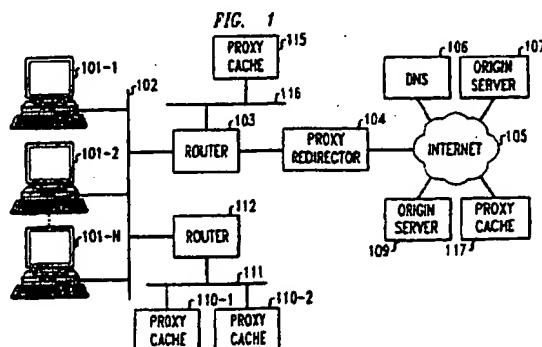 FIG. 1
101-1
102
PROXY CACHE
115
116
106
DNS
107
ORIGIN SERVER
101-2
103
ROUTER
104
PROXY REDIRECTOR
INTERNET
105
101-N
112
ROUTER
ORIGIN SERVER
109
PROXY CACHE
117
111
110-1
110-2
PROXY CACHE
PROXY CACHE